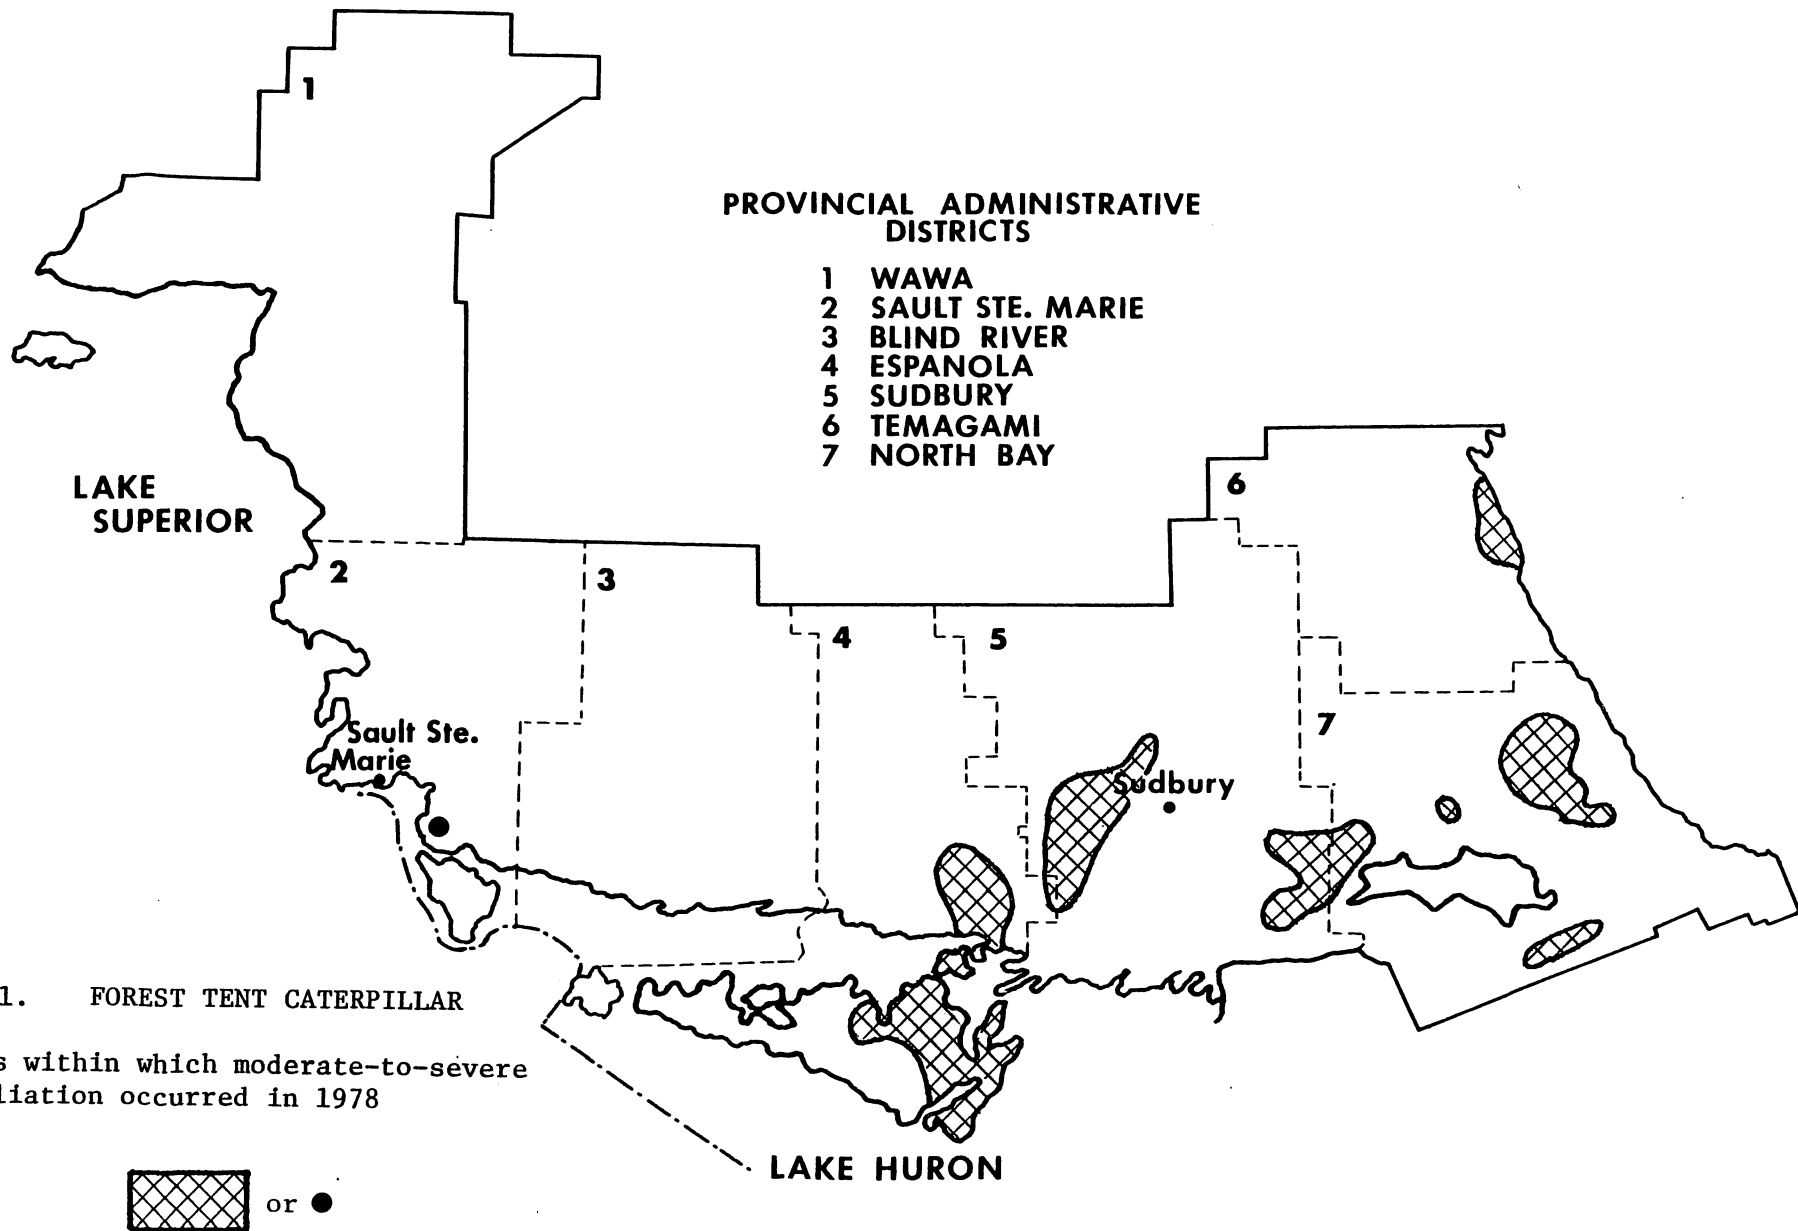 1
PROVINCIAL ADMINISTRATIVE
DISTRICTS
1 WAWA
2 SAULT STE. MARIE
3 BLIND RIVER
4 ESPANOLA
5 SUDBURY
6 TEMAGAMI
7 NORTH BAY
LAKE
SUPERIOR
6
2
3
4
5
7
Sault Ste.
Marie
Sudbury
1. FOREST TENT CATERPILLAR
s within which moderate-to-severe
liation occurred in 1978
LAKE HURON
or